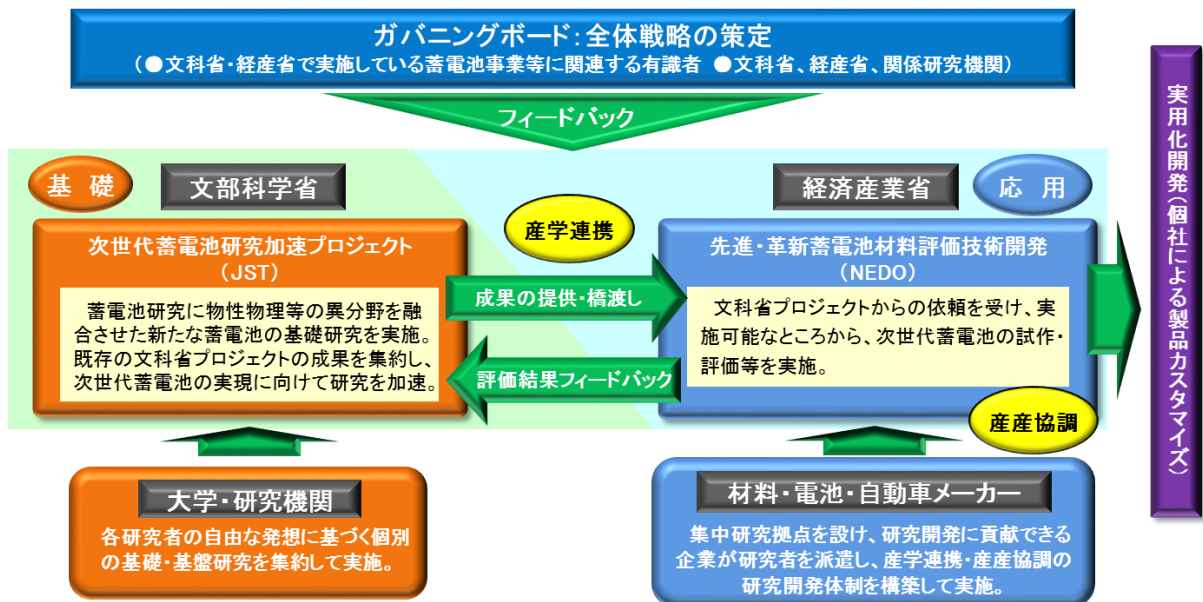 ガバニングボード：全体戦略の策定
（●文科省・経産省で実施している蓄電池事業等に関連する有識者 ●文科省、経産省、関係研究機関）
フィードバック
基 礎
文部科学省
経済産業省
応 用
産学連携
次世代蓄電池研究加速プロジェクト
（JST）
蓄電池研究に物性物理等の異分野を融
合させた新たな蓄電池の基礎研究を実施。
既存の文科省プロジェクトの成果を集約し、
次世代蓄電池の実現に向けて研究を加速。
成果の提供・橋渡し
評価結果フィードバック
先進・革新蓄電池材料評価技術開発
（NEDO）
文科省プロジェクトからの依頼を受け、実
施可能なところから、次世代蓄電池の試作・
評価等を実施。
産産協調
大学・研究機関
各研究者の自由な発想に基づく個別
の基礎・基盤研究を集約して実施。
材料・電池・自動車メーカー
集中研究拠点を設け、研究開発に貢献できる
企業が研究者を派遣し、産学連携・産産協調の
研究開発体制を構築して実施。
実用化開発（個社による製品カスタマイズ）